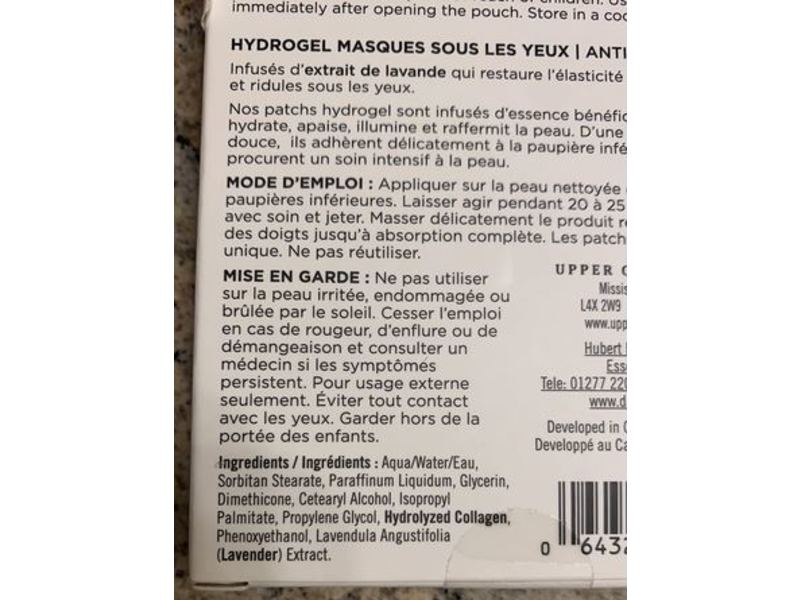 immediately after opening the pouch. Store in a
HYDROGEL MASQUES SOUS LES YEUX |
Infusés d'extrait de lavande qui restaure l'élasticité
et ridules sous les yeux.
Nos patchs hydrogel sont infusés d'essence
hydrate, apaise, illumine et raffermit la peau. D'une
douce, ils adhèrent délicatement à la paupière
procurent un soin intensif à la peau.
MODE D'EMPLOI : Appliquer sur la peau nettoyée
paupières inférieures. Laisser agir pendant 20 à 25
avec soin et jeter. Masser délicatement le produit
des doigts jusqu'à absorption complète. Les patch
unique. Ne pas réutiliser.
MISE EN GARDE : Ne pas utiliser
sur la peau irritée, endommagée ou
brûlée par le soleil. Cesser l'emploi
en cas de rougeur, d'enflure ou de
démangeaison et consulter un
médecin si les symptômes
persistent. Pour usage externe
seulement. Éviter tout contact
avec les yeux. Garder hors de la
portée des enfants.
Ingredients / Ingrédients : Aqua/Water/Eau,
Sorbitan Stearate, Paraffinum Liquidum, Glycerin,
Dimethicone, Cetearyl Alcohol, Isopropyl
Palmitate, Propylene Glycol, Hydrolyzed Collagen,
Phenoxyethanol, Lavendula Angustifolia
(Lavender) Extract.
UPPER
L4X 2W9
www.upp
Hubert
Ess
Tele: 01277 220
www.d
Developed in
Developpé au Ca
0 6432